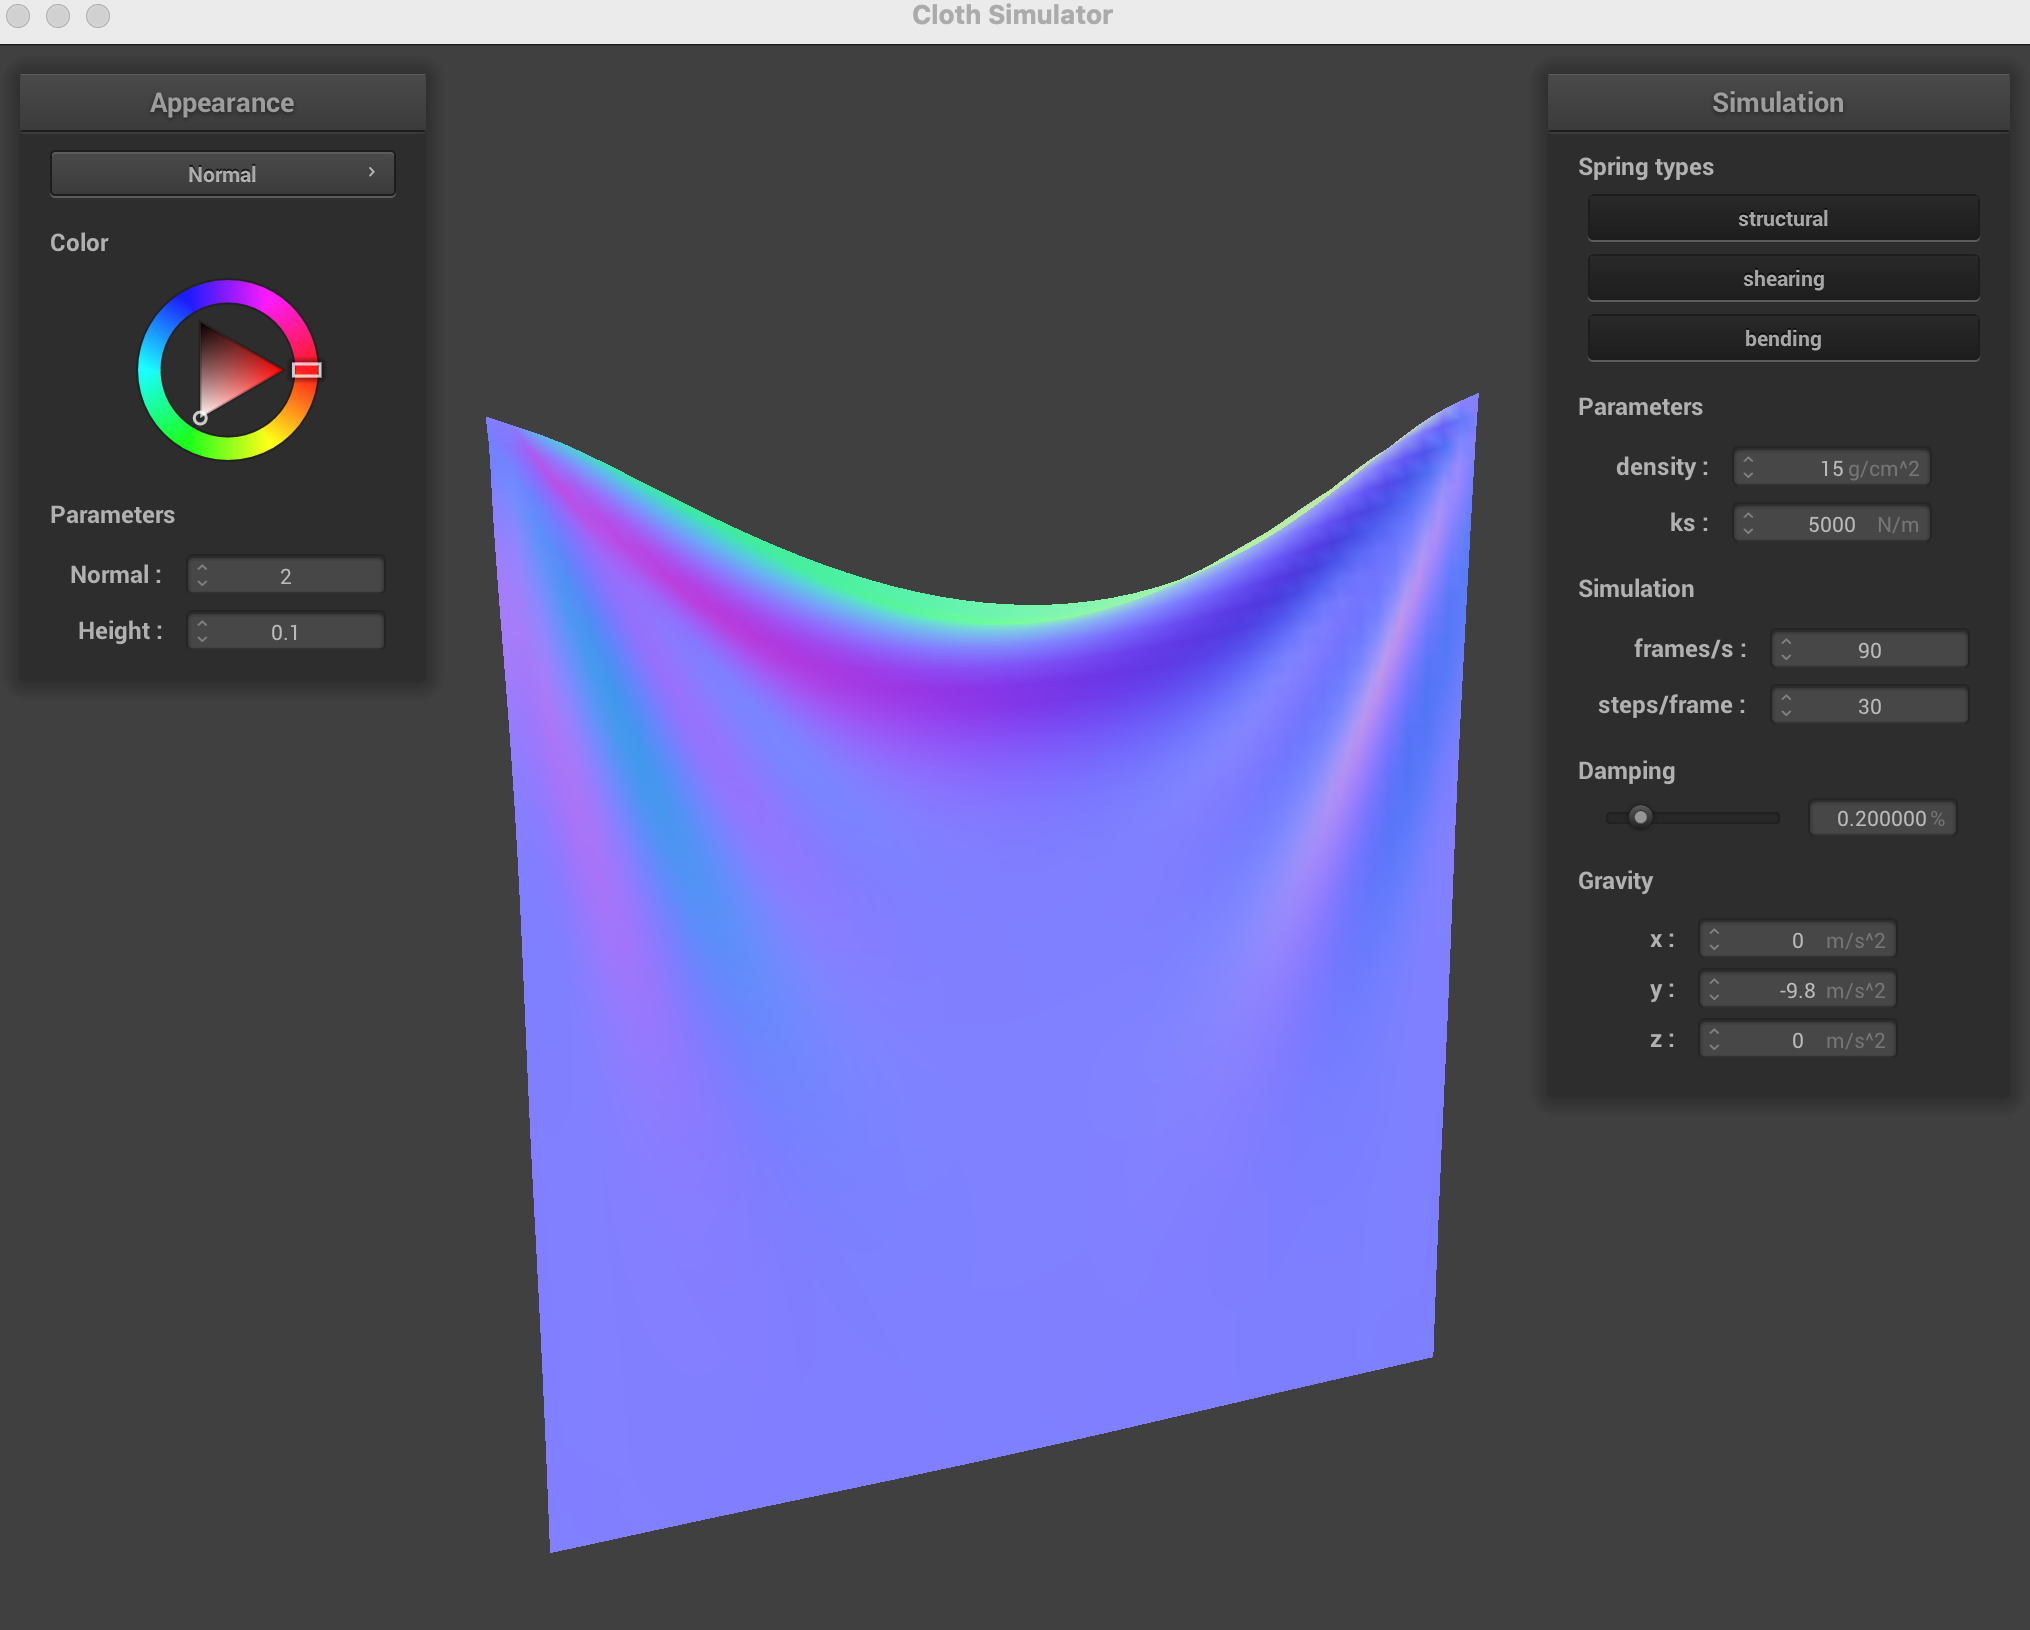 Cloth Simulator
Appearance
Normal
Color
Parameters
Normal : 2
Height : 0.1
Simulation
Spring types
structural
shearing
bending
Parameters
density : 15 g/cm^2
ks : 5000 N/m
Simulation
frames/s : 90
steps/frame : 30
Damping
0.200000 %
Gravity
x : 0 m/s^2
y : -9.8 m/s^2
z : 0 m/s^2